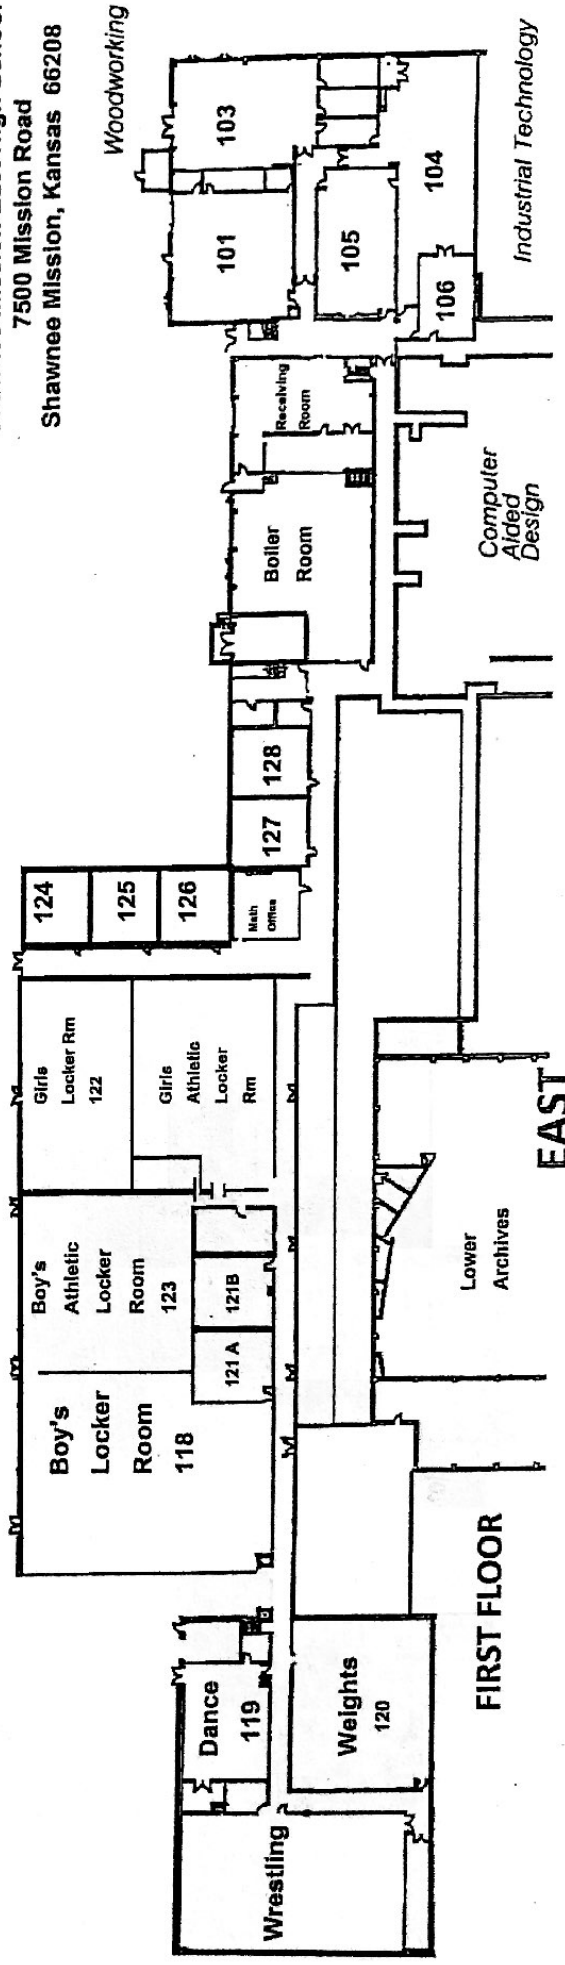 7500 Mission Road
Shawnee Mission, Kansas 66208
Woodworking
103
101
104
105
106
Industrial Technology
Receiving
Room
Boiler
Room
Computer
Aided
Design
128
127
124
125
126
Math
Office
Girls
Locker Rm
122
Girls
Athletic
Locker
Rm
Boy's
Athletic
Locker
Room
123
121B
121 A
Boy's
Locker
Room
118
Lower
Archives
EAST
FIRST FLOOR
Dance
119
Weights
120
Wrestling